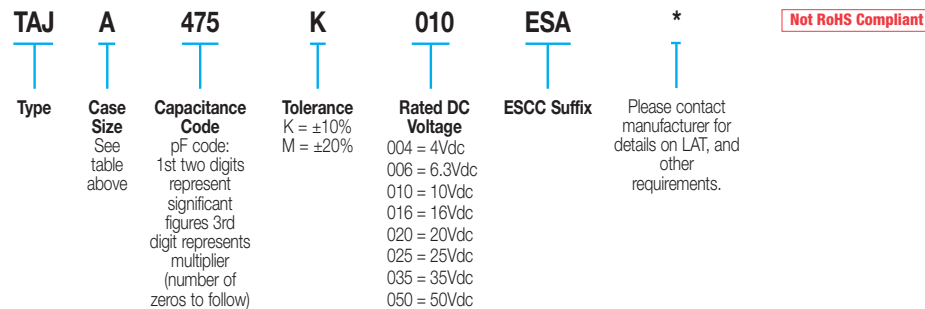 TAJ A 475 K 010 ESA *
Not RoHS Compliant
Type
Case
Size
See
table
above
Capacitance
Code
pF code:
1st two digits
represent
significant
figures 3rd
digit represents
multiplier
(number of
zeros to follow)
Tolerance
K = ±10%
M = ±20%
Rated DC
Voltage
004 = 4Vdc
006 = 6.3Vdc
010 = 10Vdc
016 = 16Vdc
020 = 20Vdc
025 = 25Vdc
035 = 35Vdc
050 = 50Vdc
ESCC Suffix
Please contact
manufacturer for
details on LAT, and
other
requirements.